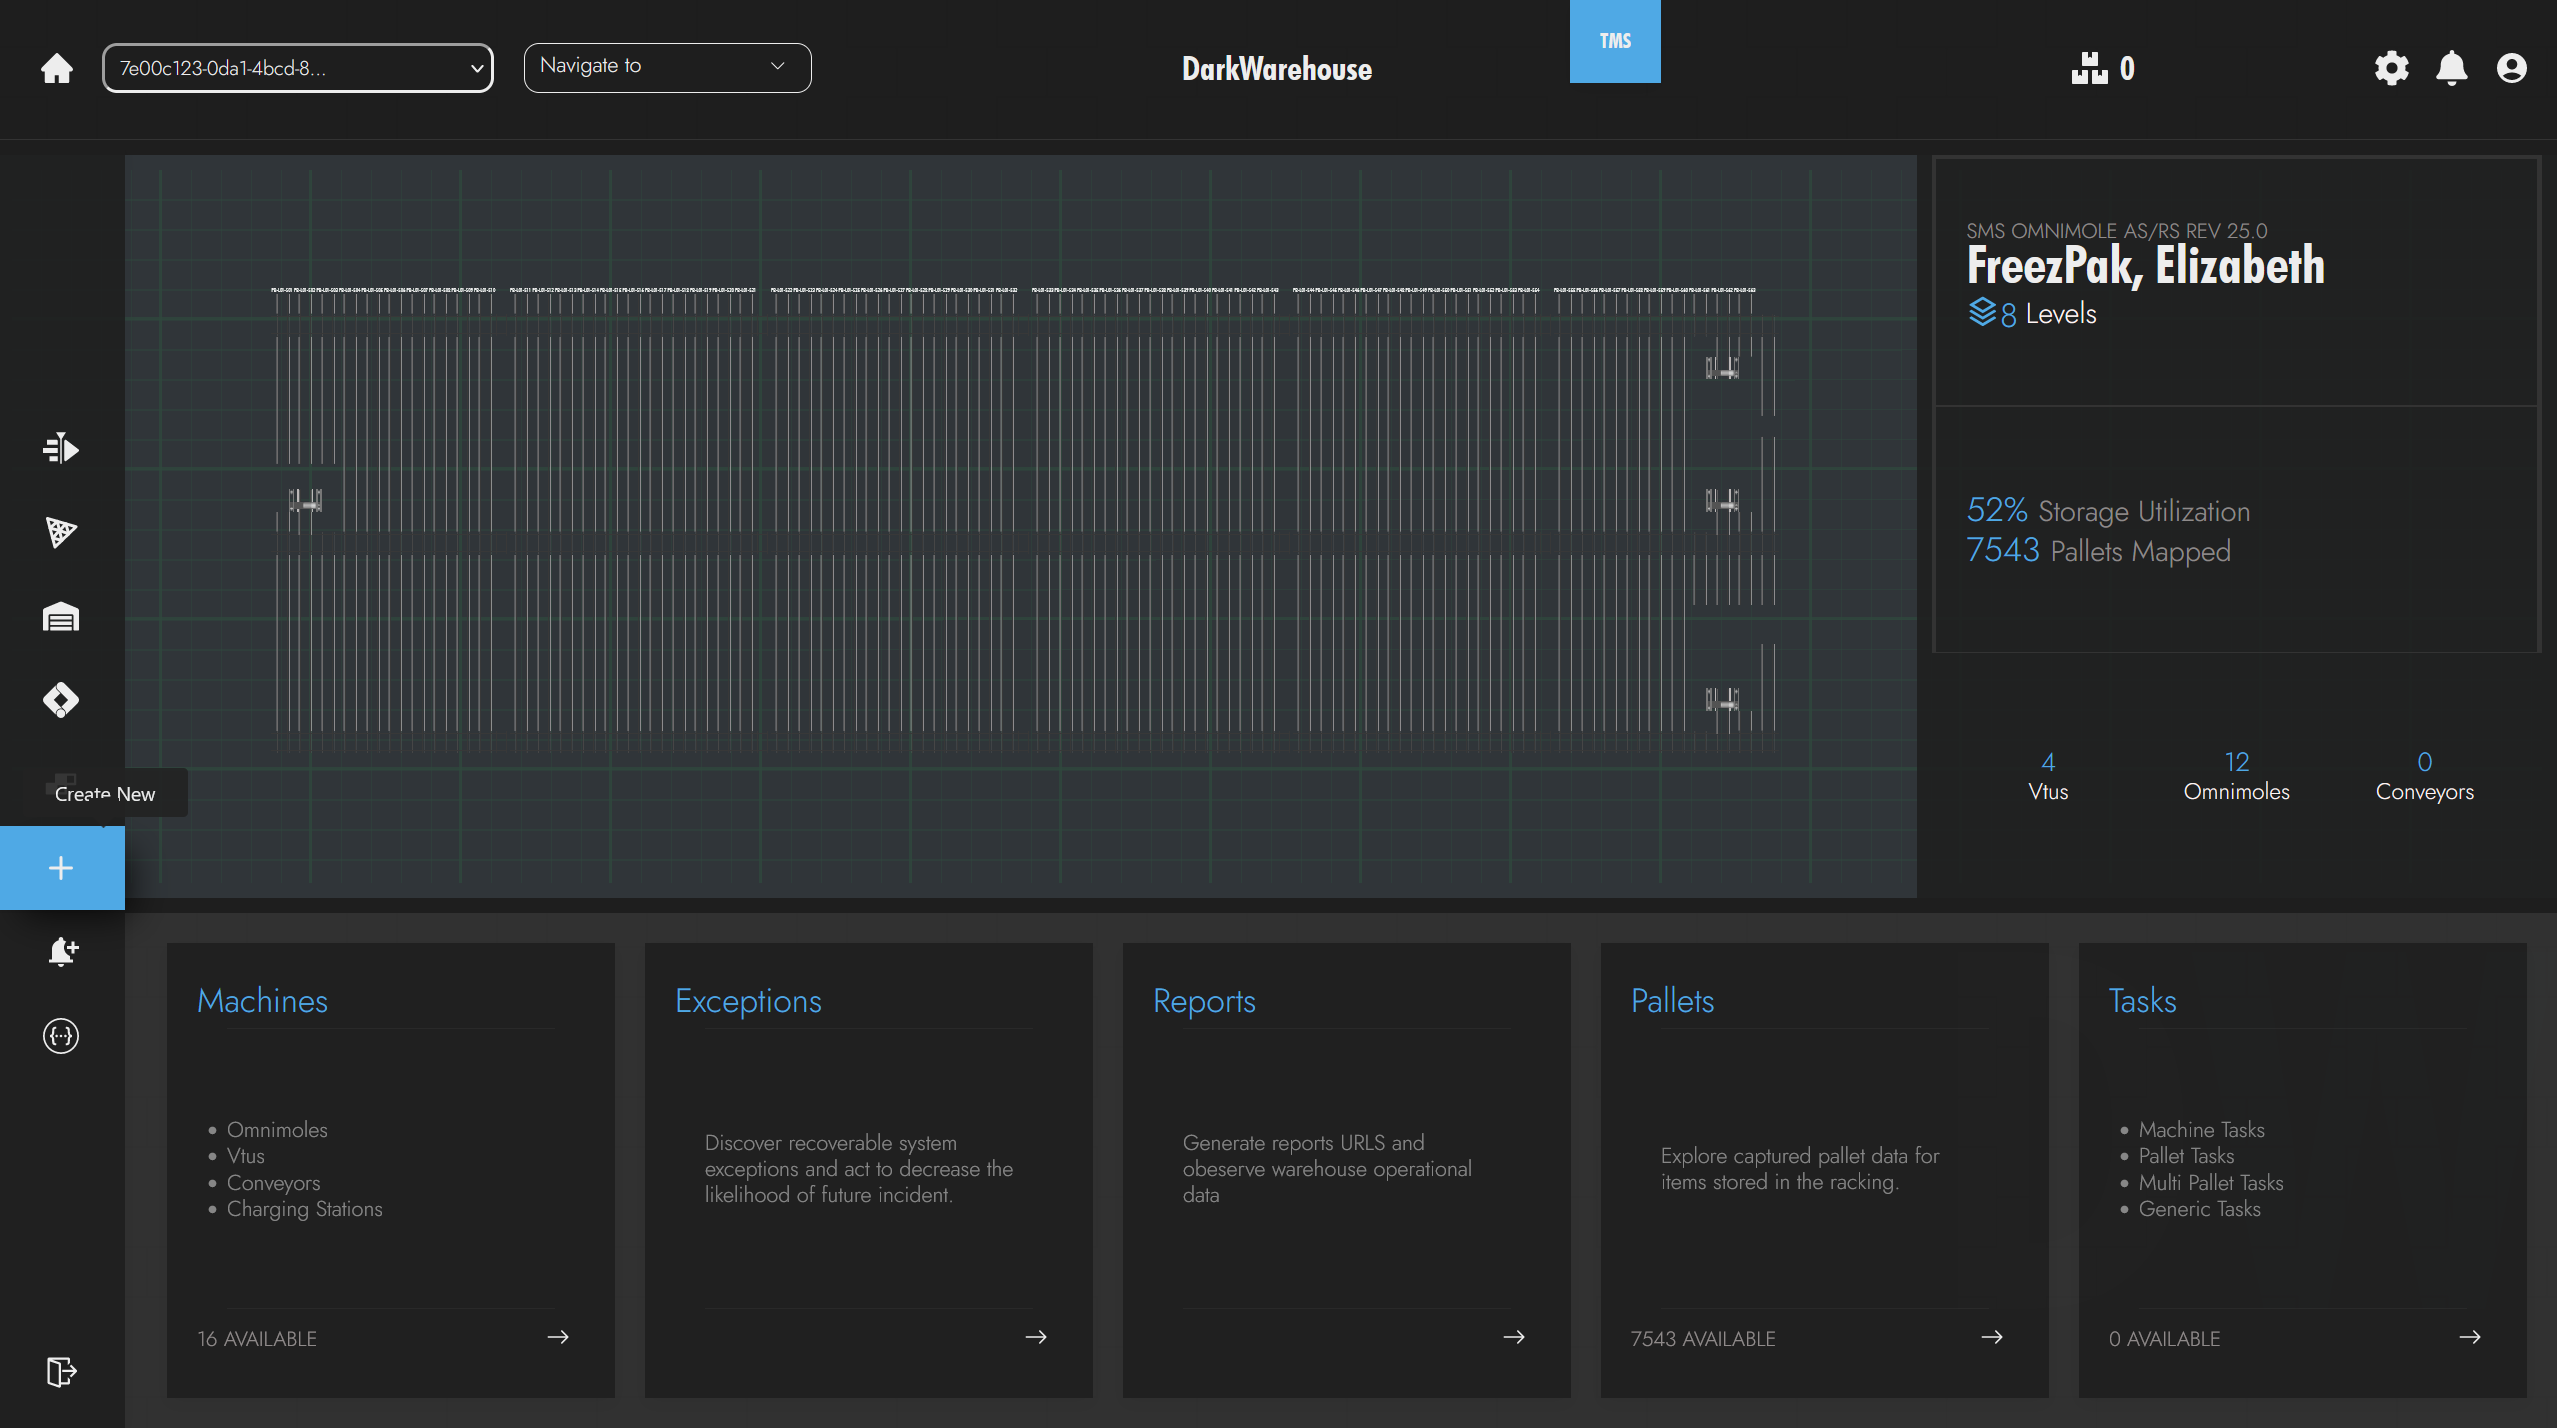 7e00c123-0da1-4bcd-8...
Navigate to
DarkWarehouse
TMS
0
SMS OMNIMOLE AS/RS REV 25.0
FreezPak, Elizabeth
8 Levels
52% Storage Utilization
7543 Pallets Mapped
4
Vtus
12
Omnimoles
0
Conveyors
Create New
Machines
Omnimoles
Vtus
Conveyors
Charging Stations
16 AVAILABLE
Exceptions
Discover recoverable system
exceptions and act to decrease the
likelihood of future incident.
Reports
Generate reports URLS and
obeserve warehouse operational
data
Pallets
Explore captured pallet data for
items stored in the racking.
7543 AVAILABLE
Tasks
Machine Tasks
Pallet Tasks
Multi Pallet Tasks
Generic Tasks
0 AVAILABLE